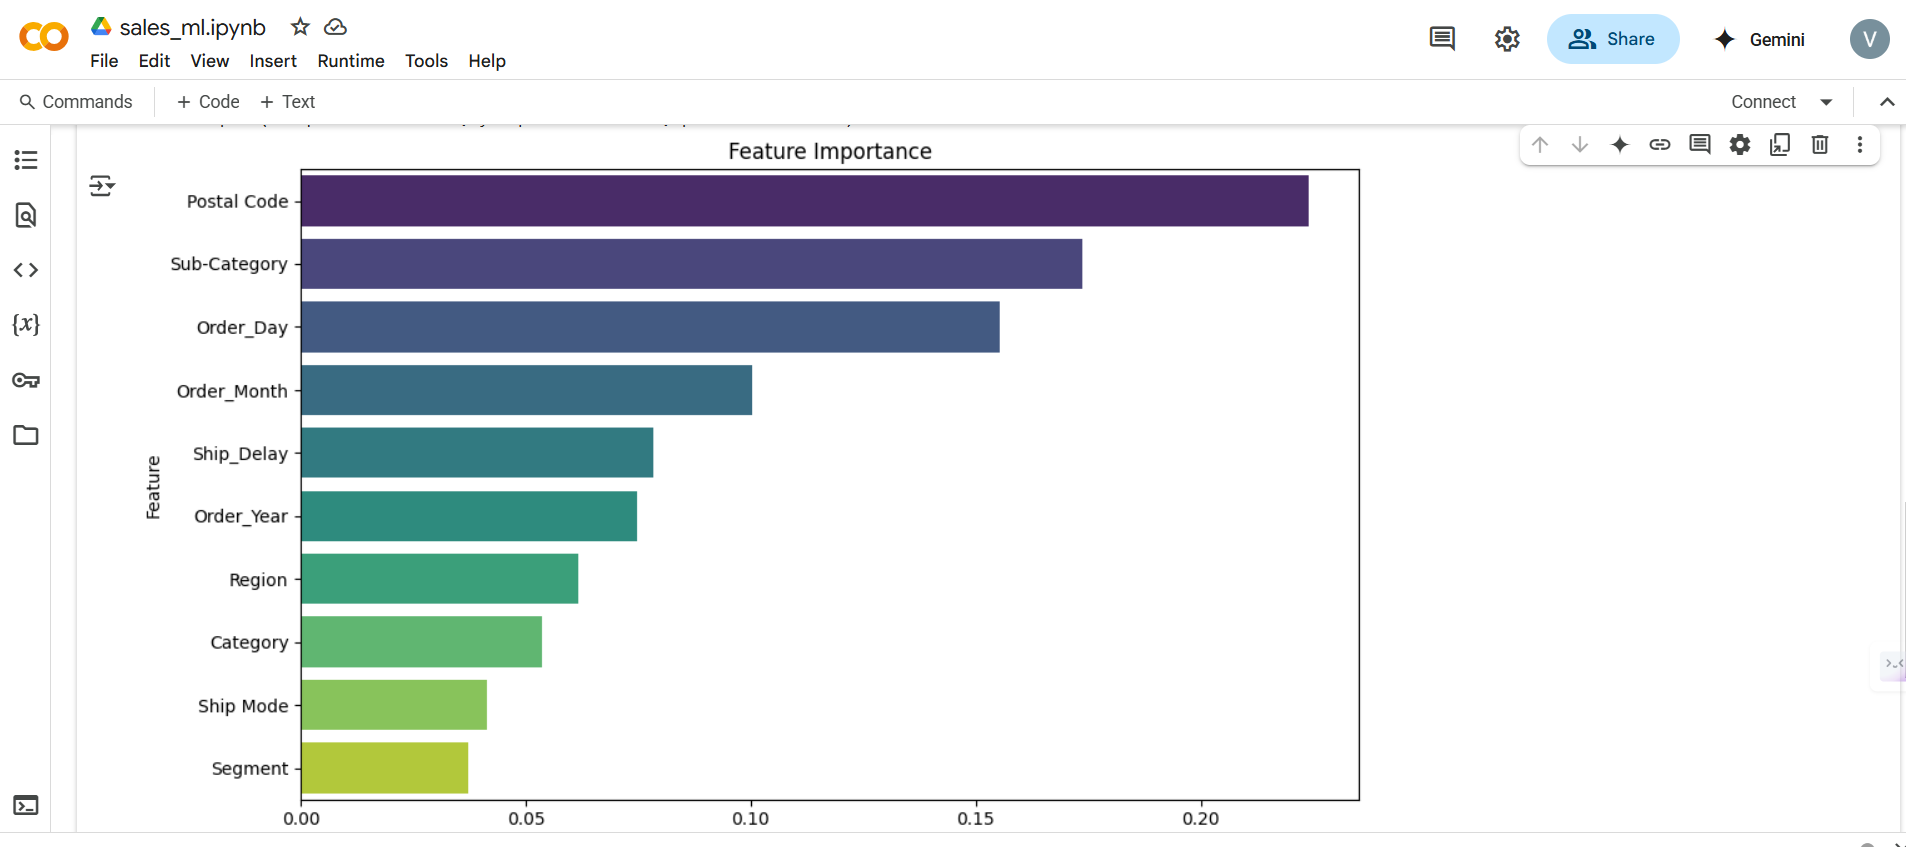 sales_ml.ipynb
File Edit View Insert Runtime Tools Help
Share
Gemini
V
Commands
+ Code + Text
Connect
Feature Importance
Postal Code
Sub-Category
Order_Day
Order_Month
Ship_Delay
Order_Year
Region
Category
Ship Mode
Segment
Feature
0.00 0.05 0.10 0.15 0.20